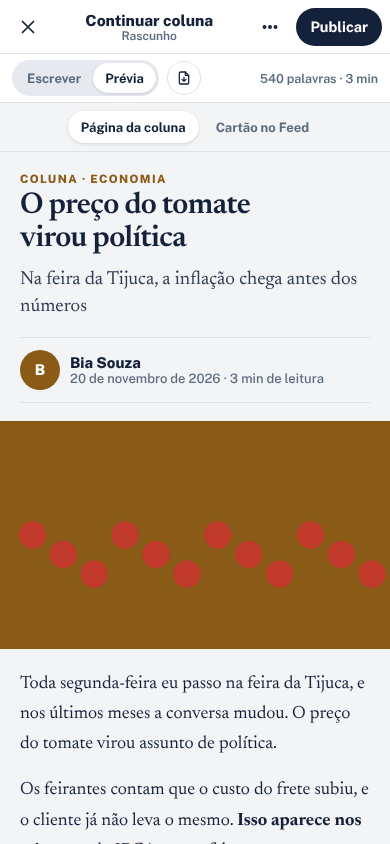 Continuar coluna
Rascunho
Publicar
Escrever
Prévia
540 palavras · 3 min
Página da coluna
Cartão no Feed
COLUNA · ECONOMIA
O preço do tomate
virou política
Na feira da Tijuca, a inflação chega antes dos
números
B
Bia Souza
20 de novembro de 2026 · 3 min de leitura
Toda segunda-feira eu passo na feira da Tijuca, e
nos últimos meses a conversa mudou. O preço
do tomate virou assunto de política.
Os feirantes contam que o custo do frete subiu, e
o cliente já não leva o mesmo. Isso aparece nos